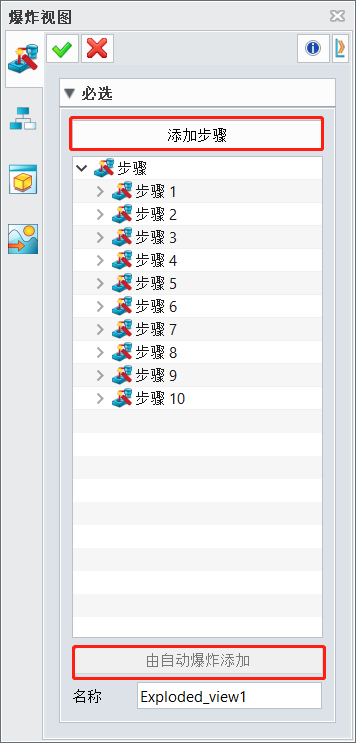 爆炸视图
必选
添加步骤
步骤
步骤 1
步骤 2
步骤 3
步骤 4
步骤 5
步骤 6
步骤 7
步骤 8
步骤 9
步骤 10
由自动爆炸添加
名称 Exploded_view1